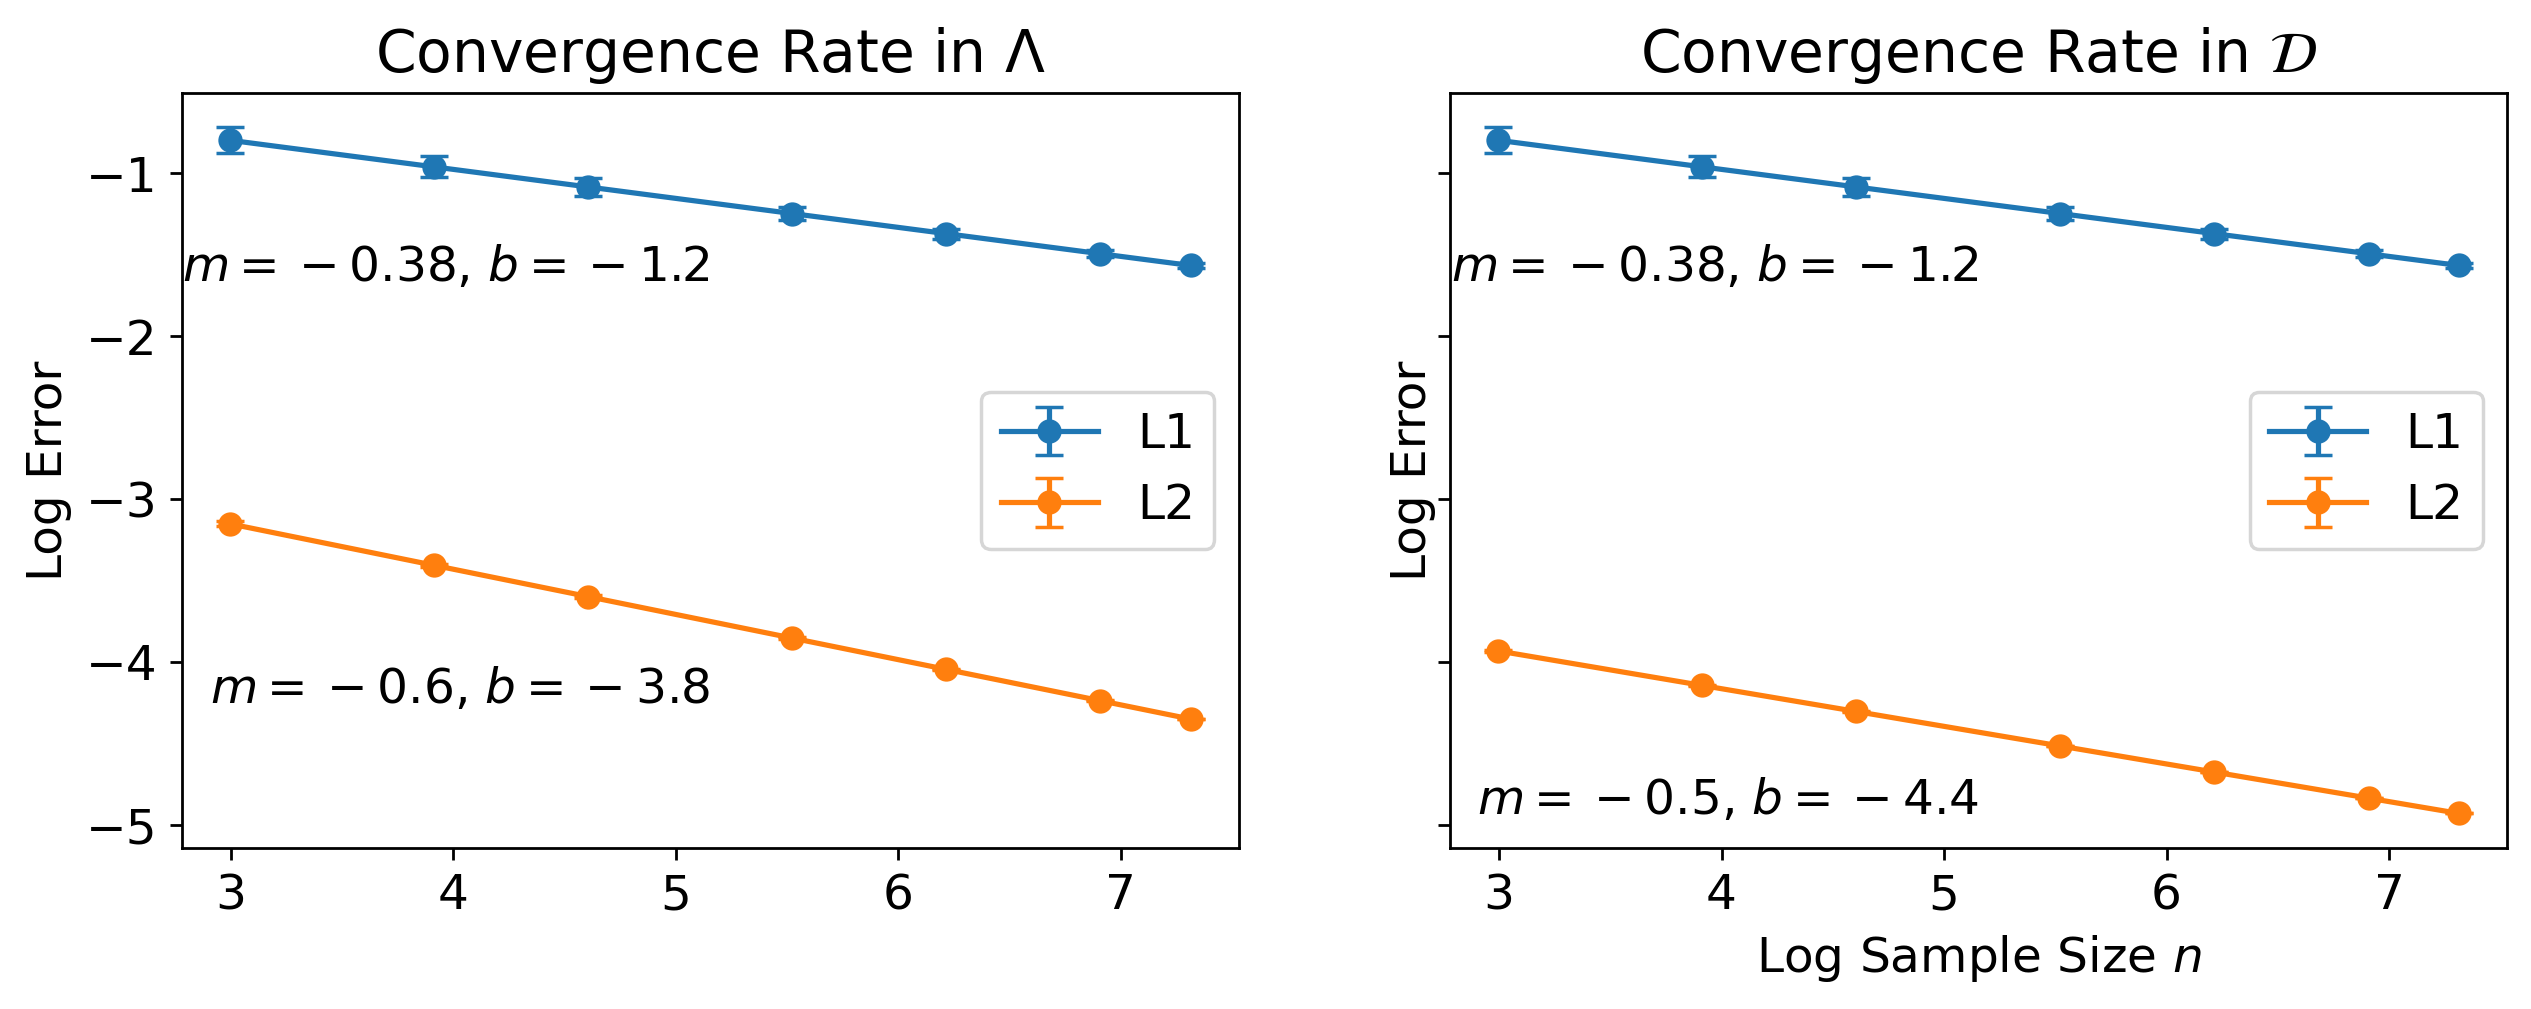 Convergence Rate in Λ
Log Error
−1
−2
−3
−4
−5
m = −0.38, b = −1.2
L1
L2
m = −0.6, b = −3.8
3 4 5 6 7
Convergence Rate in 𝒟
Log Error
m = −0.38, b = −1.2
L1
L2
m = −0.5, b = −4.4
3 4 5 6 7
Log Sample Size n